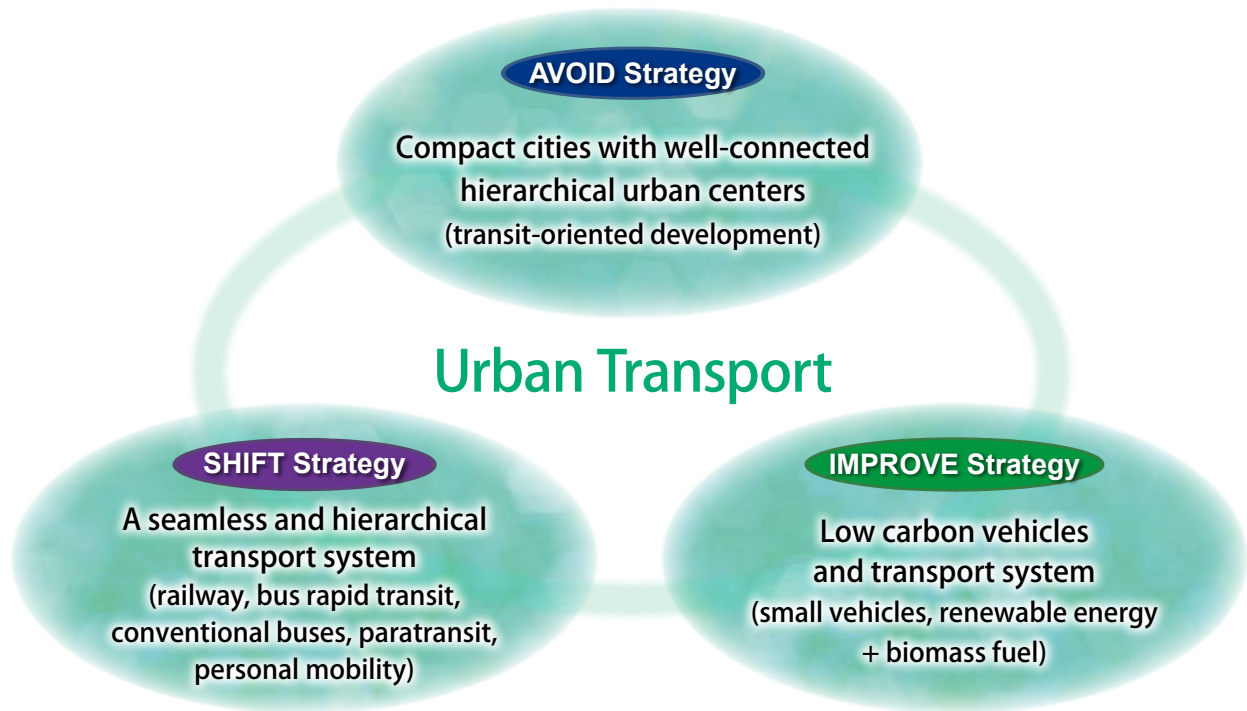 AVOID Strategy
Compact cities with well-connected
hierarchical urban centers
(transit-oriented development)
Urban Transport
SHIFT Strategy
A seamless and hierarchical
transport system
(railway, bus rapid transit,
conventional buses, paratransit,
personal mobility)
IMPROVE Strategy
Low carbon vehicles
and transport system
(small vehicles, renewable energy
+ biomass fuel)